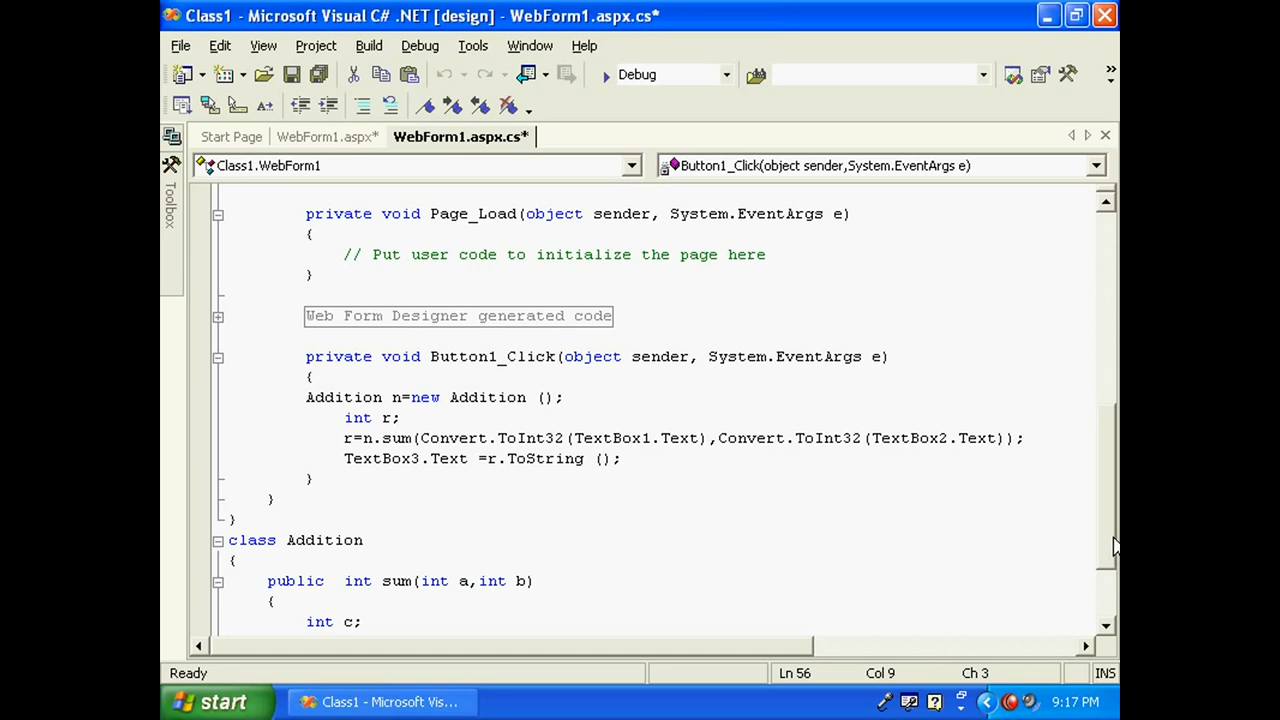 Class1 - Microsoft Visual C# .NET [design] - WebForm1.aspx.cs*
File Edit View Project Build Debug Tools Window Help
Debug
Start Page WebForm1.aspx* WebForm1.aspx.cs*
Class1.WebForm1 Button1_Click(object sender,System.EventArgs e)
Toolbox
private void Page_Load(object sender, System.EventArgs e)
{
// Put user code to initialize the page here
}
Web Form Designer generated code
private void Button1_Click(object sender, System.EventArgs e)
{
Addition n=new Addition ();
int r;
r=n.sum(Convert.ToInt32(TextBox1.Text),Convert.ToInt32(TextBox2.Text));
TextBox3.Text =r.ToString ();
}
}
}
class Addition
{
public int sum(int a,int b)
{
int c;
Ready Ln 56 Col 9 Ch 3 INS
start Class1 - Microsoft Vis... 9:17 PM